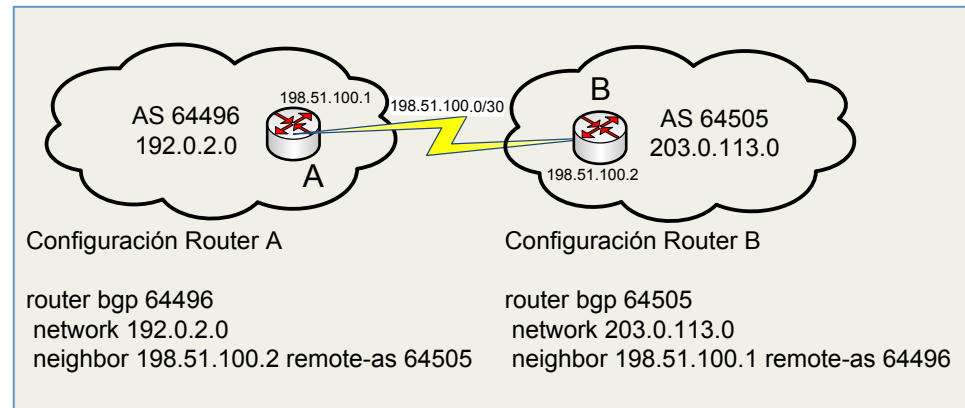 AS 64496
192.0.2.0
198.51.100.1
A
198.51.100.0/30
B
198.51.100.2
AS 64505
203.0.113.0
Configuración Router A
router bgp 64496
network 192.0.2.0
neighbor 198.51.100.2 remote-as 64505
Configuración Router B
router bgp 64505
network 203.0.113.0
neighbor 198.51.100.1 remote-as 64496